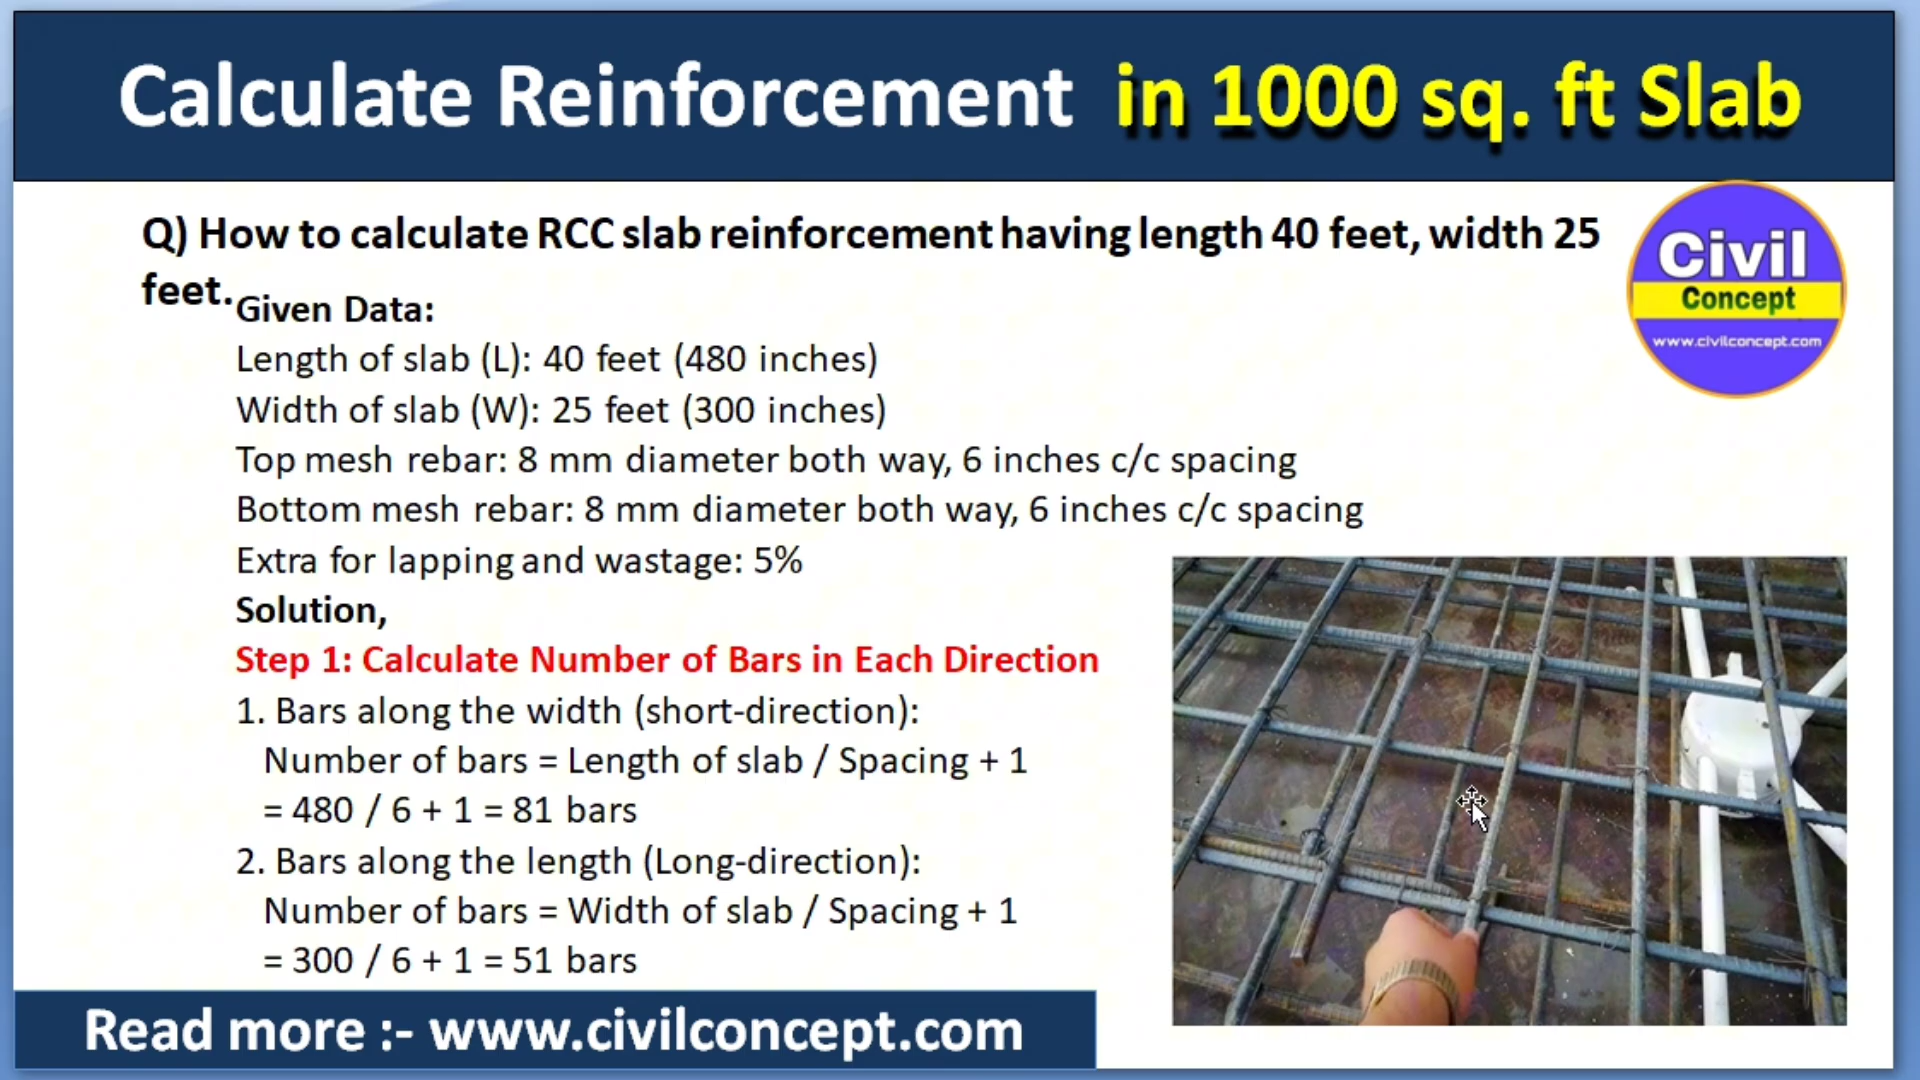 Calculate Reinforcement in 1000 sq. ft Slab
Q) How to calculate RCC slab reinforcement having length 40 feet, width 25
feet.
Civil
Concept
www.civilconcept.com
Given Data:
Length of slab (L): 40 feet (480 inches)
Width of slab (W): 25 feet (300 inches)
Top mesh rebar: 8 mm diameter both way, 6 inches c/c spacing
Bottom mesh rebar: 8 mm diameter both way, 6 inches c/c spacing
Extra for lapping and wastage: 5%
Solution,
Step 1: Calculate Number of Bars in Each Direction
1. Bars along the width (short-direction):
Number of bars = Length of slab / Spacing + 1
= 480 / 6 + 1 = 81 bars
2. Bars along the length (Long-direction):
Number of bars = Width of slab / Spacing + 1
= 300 / 6 + 1 = 51 bars
Read more :- www.civilconcept.com